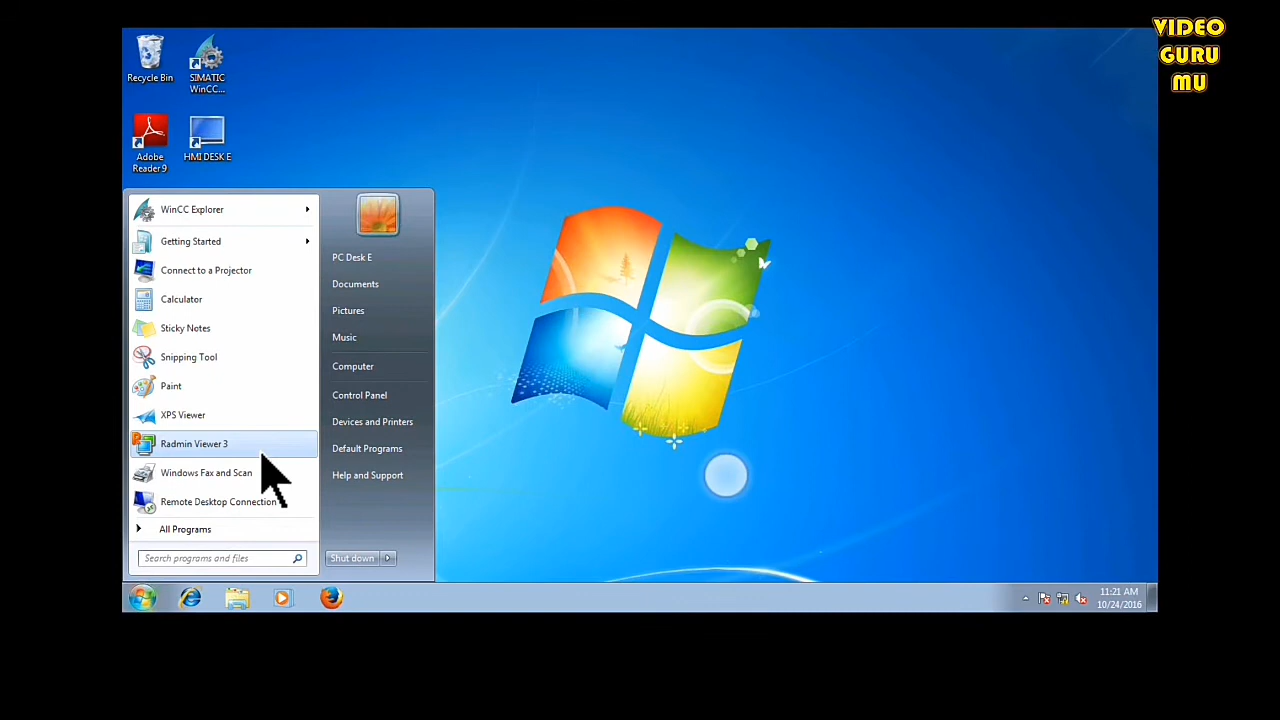 VIDEO
GURU
MU
Recycle Bin
SIMATIC
WinCC...
Adobe
Reader 9
HMI DESK E
WinCC Explorer
Getting Started
Connect to a Projector
Calculator
Sticky Notes
Snipping Tool
Paint
XPS Viewer
Radmin Viewer 3
Windows Fax and Scan
Remote Desktop Connection
All Programs
Search programs and files
PC Desk E
Documents
Pictures
Music
Computer
Control Panel
Devices and Printers
Default Programs
Help and Support
Shut down
11:21 AM
10/24/2016